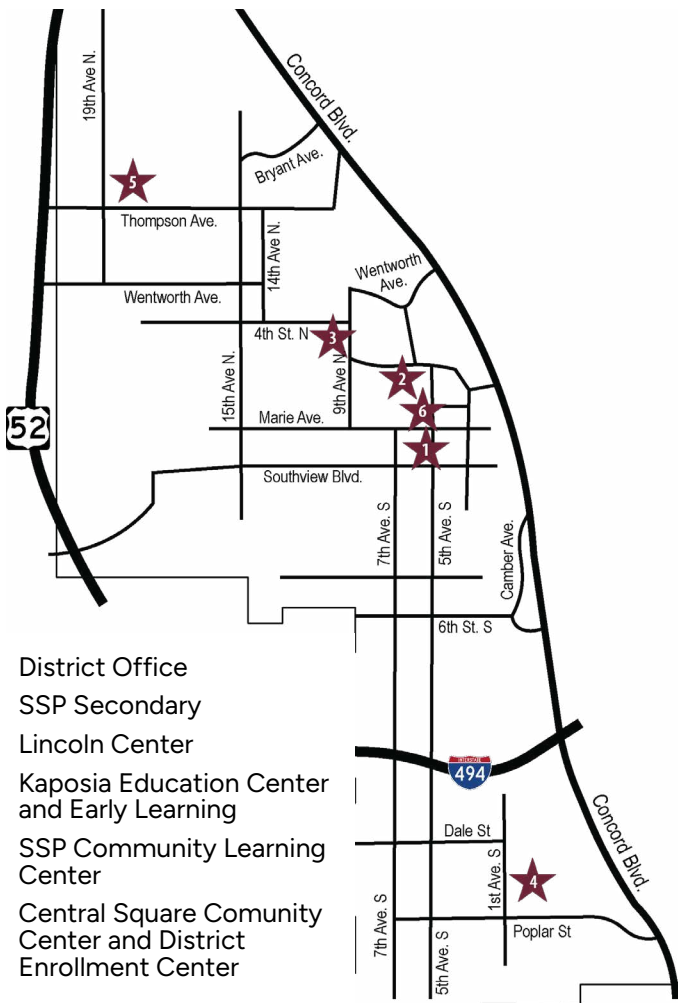 Concord Blvd.
19th Ave N.
Bryant Ave.
5
Thompson Ave.
14th Ave N.
Wentworth
Ave.
Wentworth Ave.
4th St. N
3
15th Ave N.
9th Ave N
2
6
Marie Ave.
52
1
Southview Blvd.
7th Ave. S
5th Ave. S
Camber Ave.
6th St. S
District Office
SSP Secondary
Lincoln Center
Kaposia Education Center
and Early Learning
SSP Community Learning
Center
Central Square Comunity
Center and District
Enrollment Center
INTERSTATE
494
Concord Blvd.
Dale St
1st Ave. S
4
7th Ave. S
5th Ave. S
Poplar St